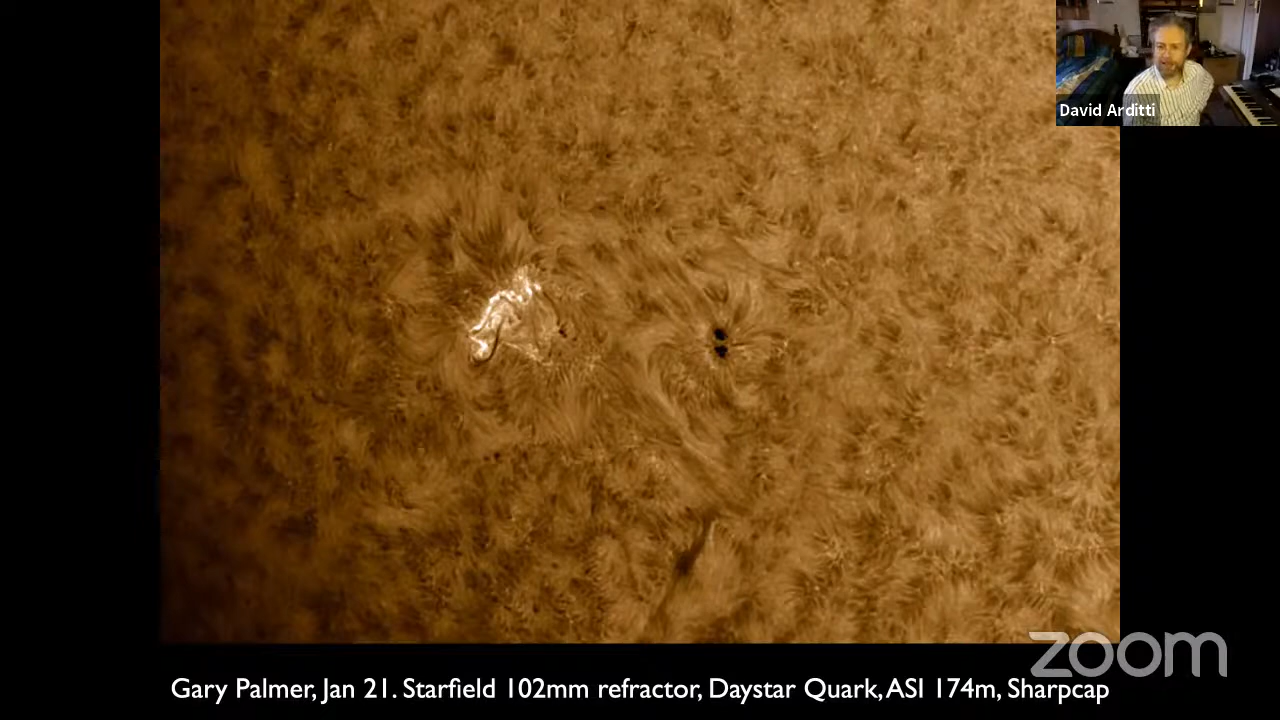 David Arditti
zoom
Gary Palmer, Jan 21. Starfield 102mm refractor, Daystar Quark, ASI 174m, Sharpcap